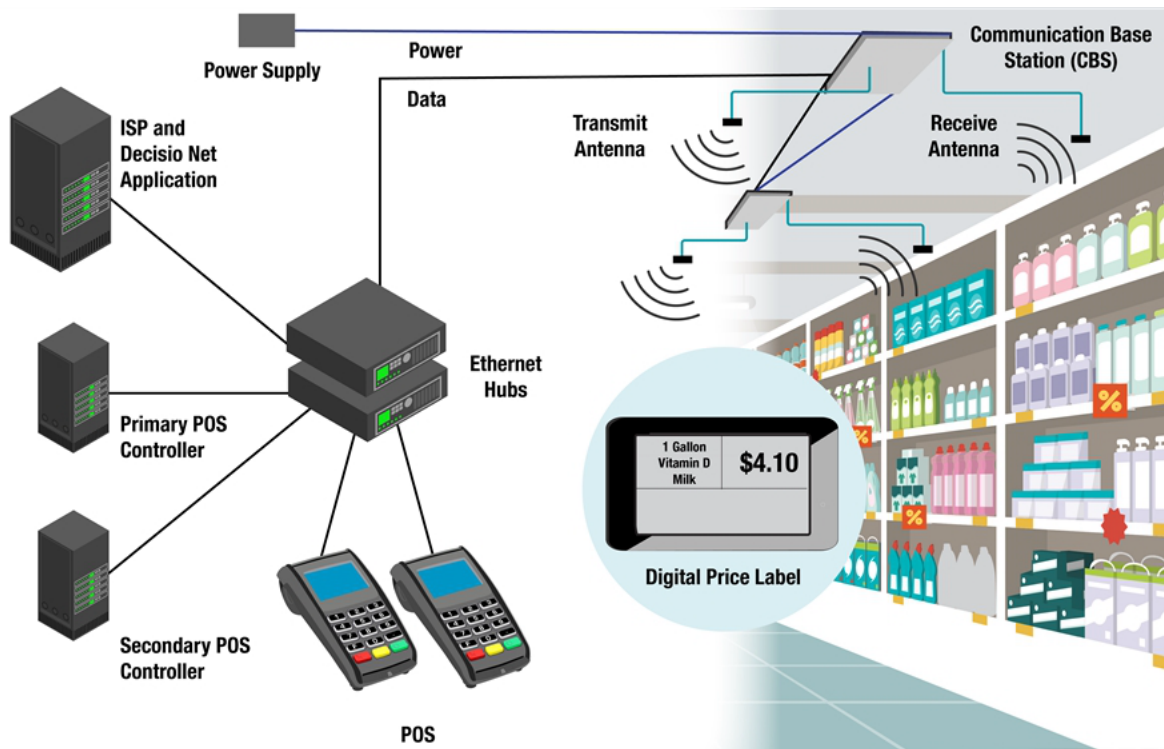 Power Supply
Power
Data
Communication Base
Station (CBS)
Transmit
Antenna
Receive
Antenna
ISP and
Decisio Net
Application
Ethernet
Hubs
Primary POS
Controller
Secondary POS
Controller
POS
1 Gallon
Vitamin D
Milk
$4.10
Digital Price Label
%
%
%